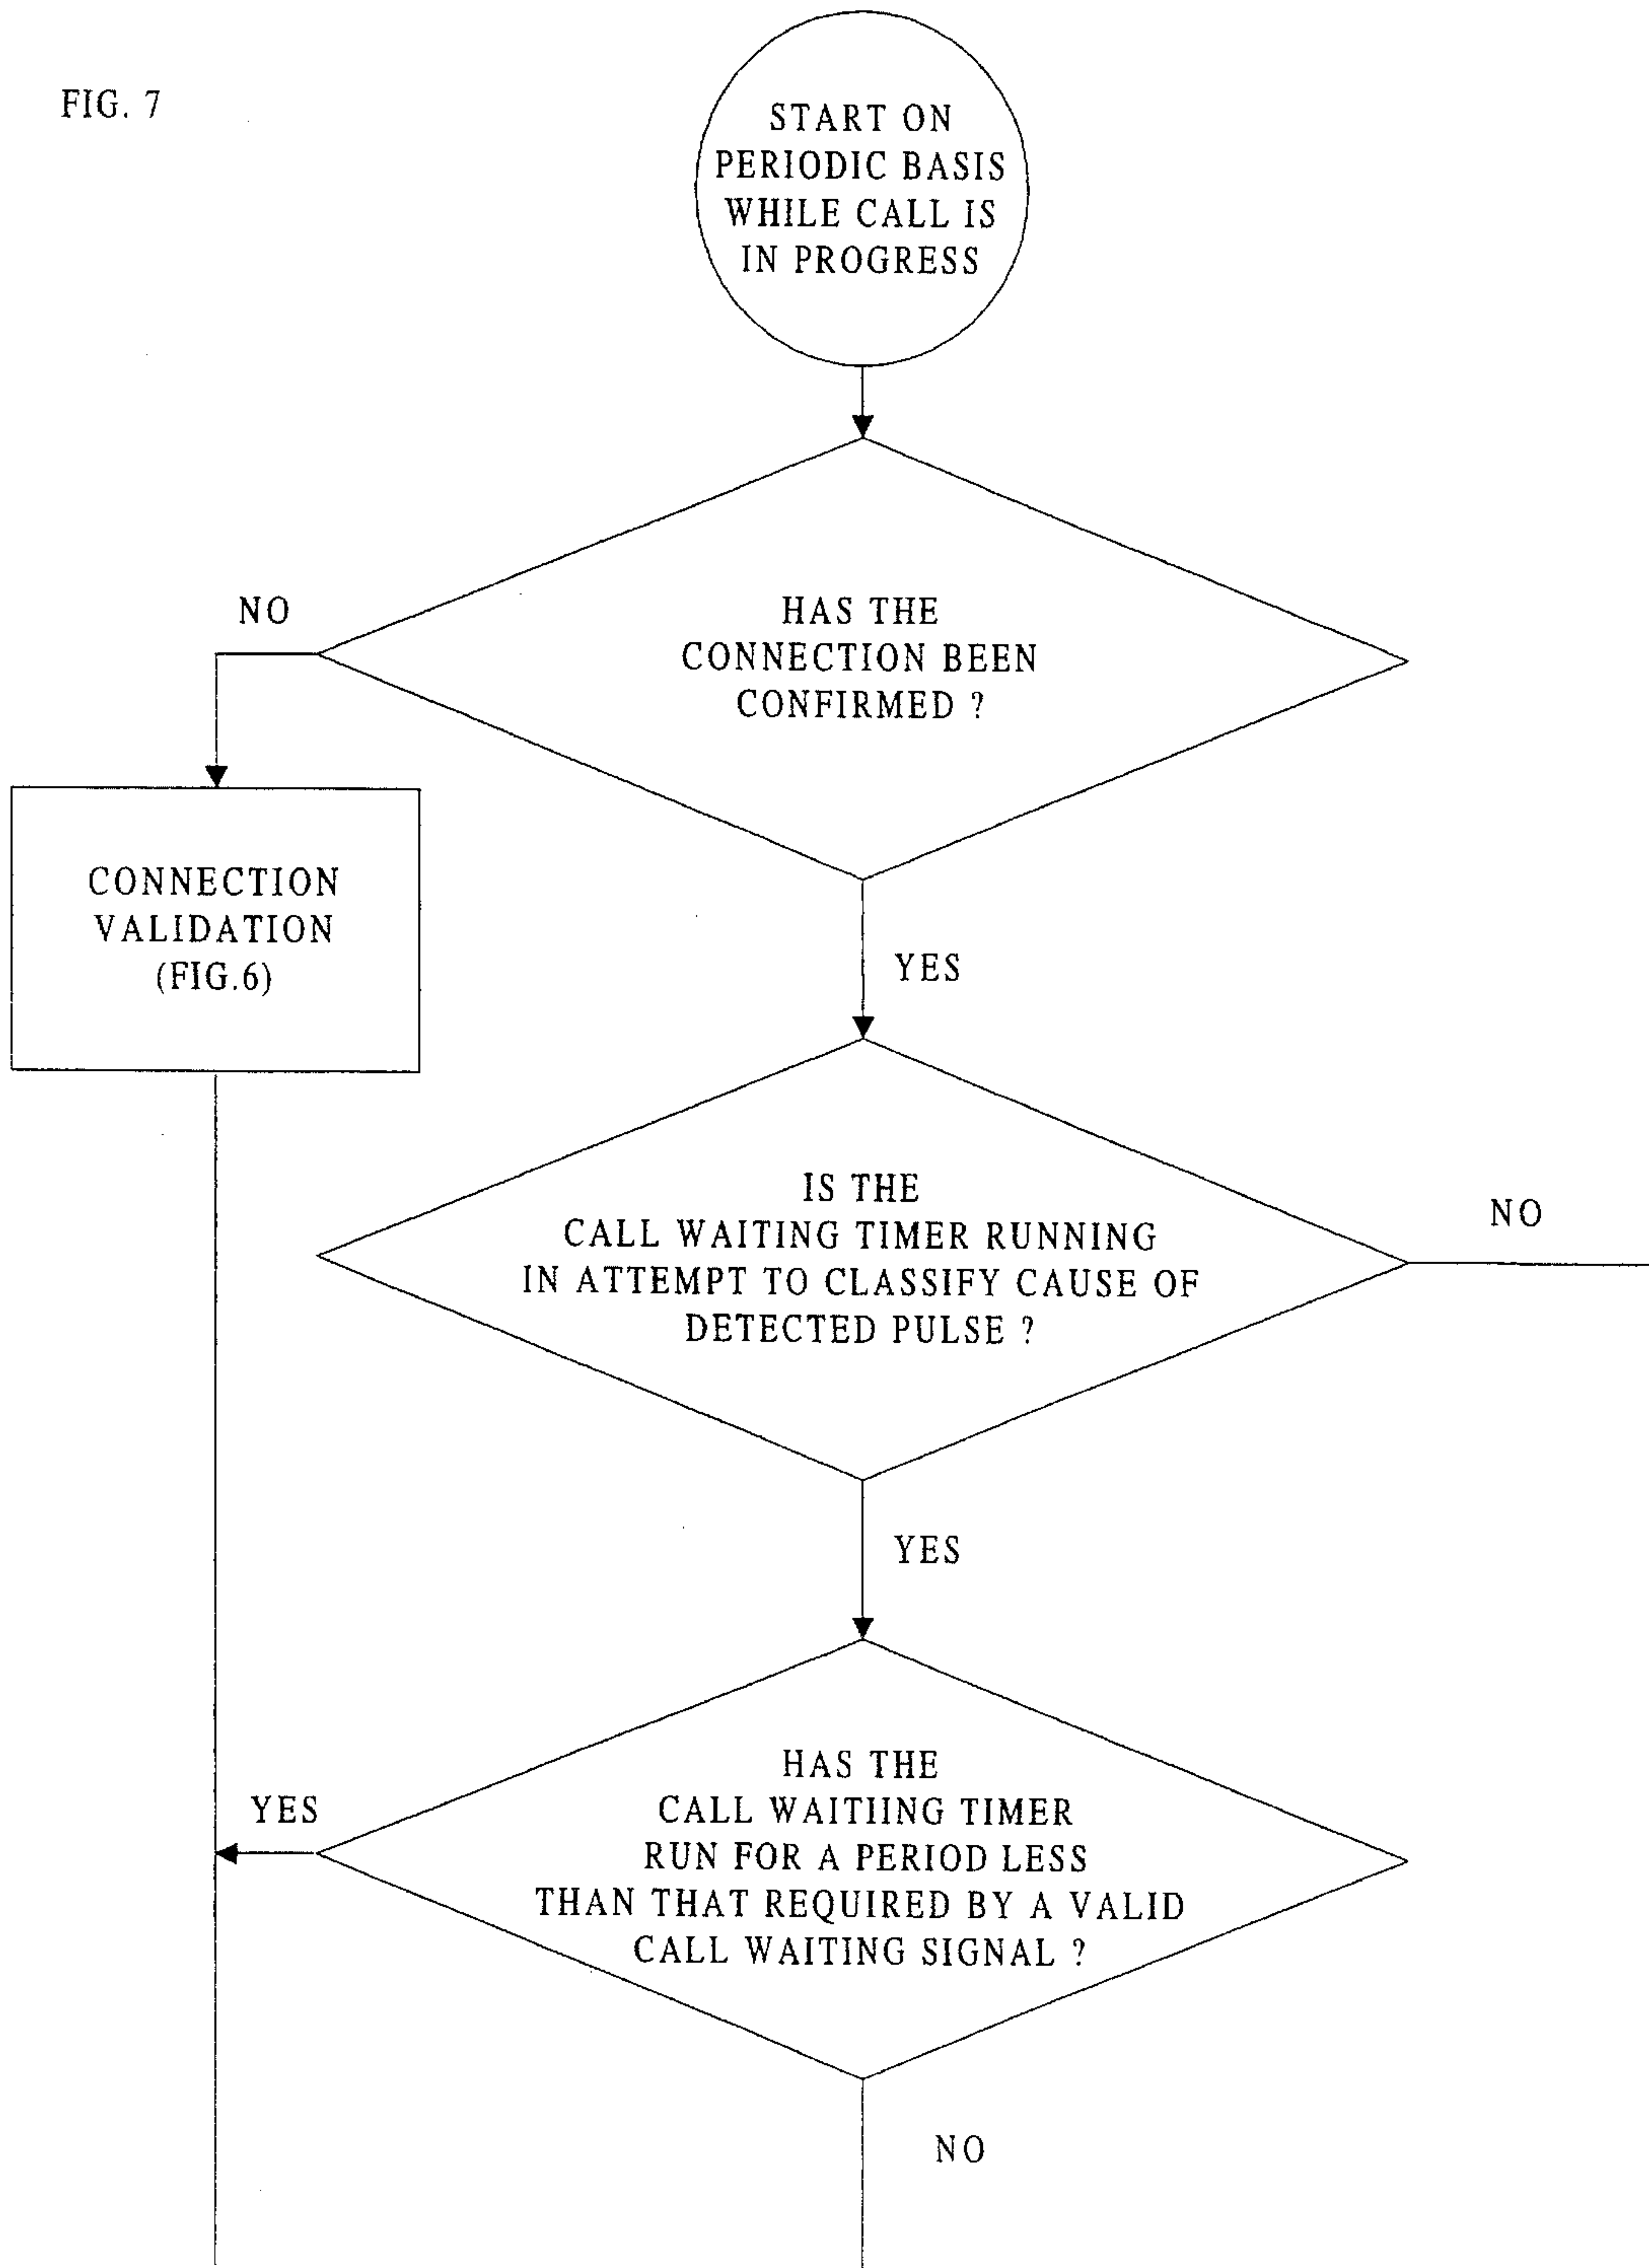 FIG. 7
START ON
PERIODIC BASIS
WHILE CALL IS
IN PROGRESS
NO
HAS THE
CONNECTION BEEN
CONFIRMED ?
CONNECTION
VALIDATION
(FIG.6)
YES
IS THE
CALL WAITING TIMER RUNNING
IN ATTEMPT TO CLASSIFY CAUSE OF
DETECTED PULSE ?
NO
YES
HAS THE
CALL WAITIING TIMER
RUN FOR A PERIOD LESS
THAN THAT REQUIRED BY A VALID
CALL WAITING SIGNAL ?
YES
NO